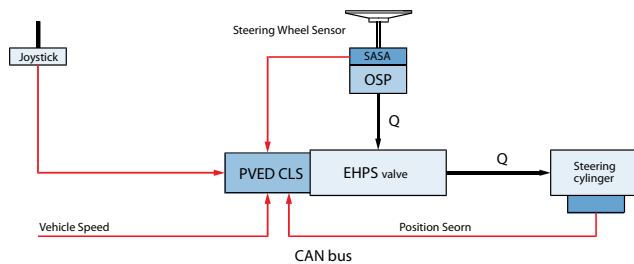 Steering Wheel Sensor
Joystick
SASA
OSP
Q
PVED CLS
EHPS valve
Q
Steering
cylinger
Vehicle Speed
Position Seorn
CAN bus